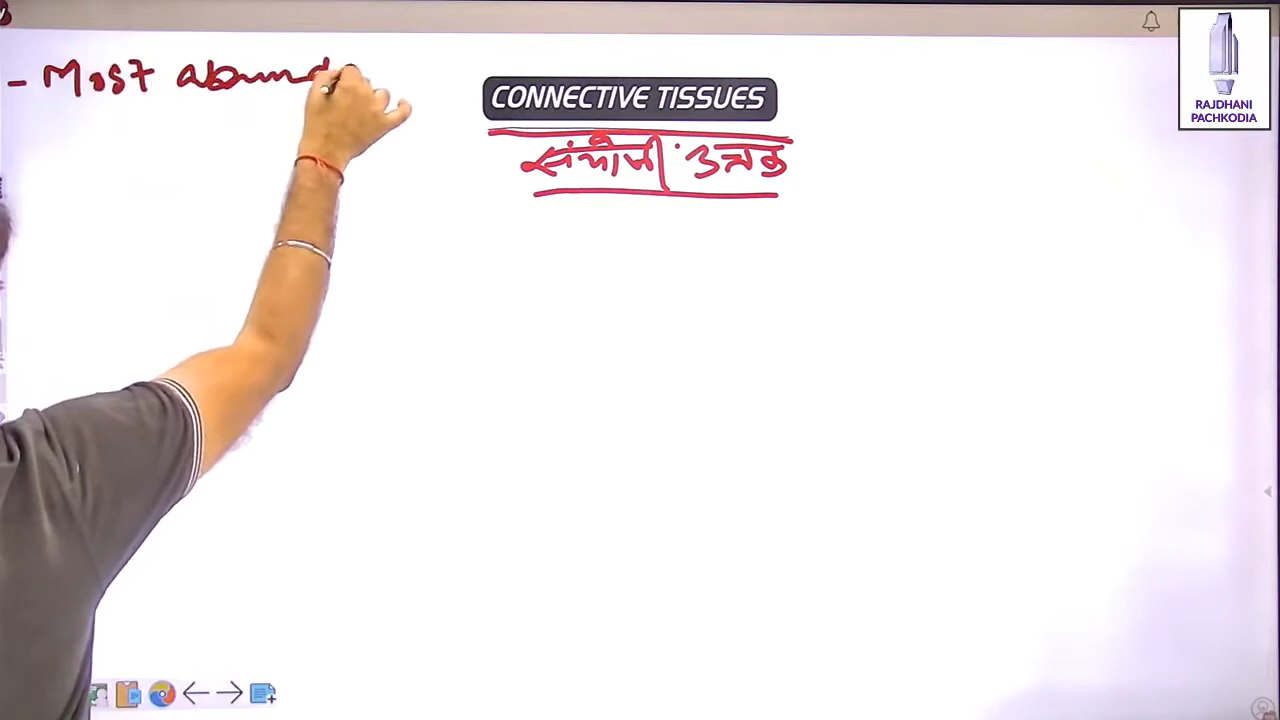 - Most abund
CONNECTIVE TISSUES
संयोजी ऊतक
RAJDHANI
PACHKODIA